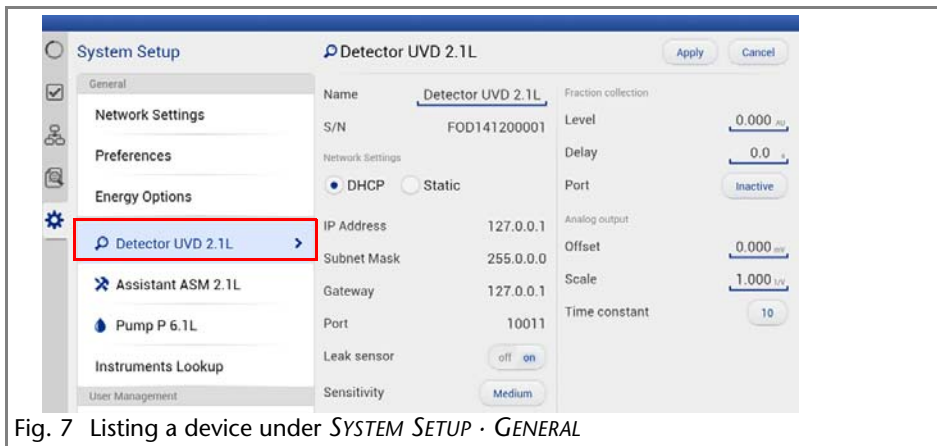 System Setup
General
Network Settings
Preferences
Energy Options
Detector UVD 2.1L
Assistant ASM 2.1L
Pump P 6.1L
Instruments Lookup
User Management
Detector UVD 2.1L Apply Cancel
Name Detector UVD 2.1L
S/N FOD141200001
Network Settings
DHCP Static
IP Address 127.0.0.1
Subnet Mask 255.0.0.0
Gateway 127.0.0.1
Port 10011
Leak sensor off on
Sensitivity Medium
Fraction collection
Level 0.000 AU
Delay 0.0 s
Port Inactive
Analog output
Offset 0.000 mV
Scale 1.000
Time constant 10
Fig. 7 Listing a device under SYSTEM SETUP · GENERAL